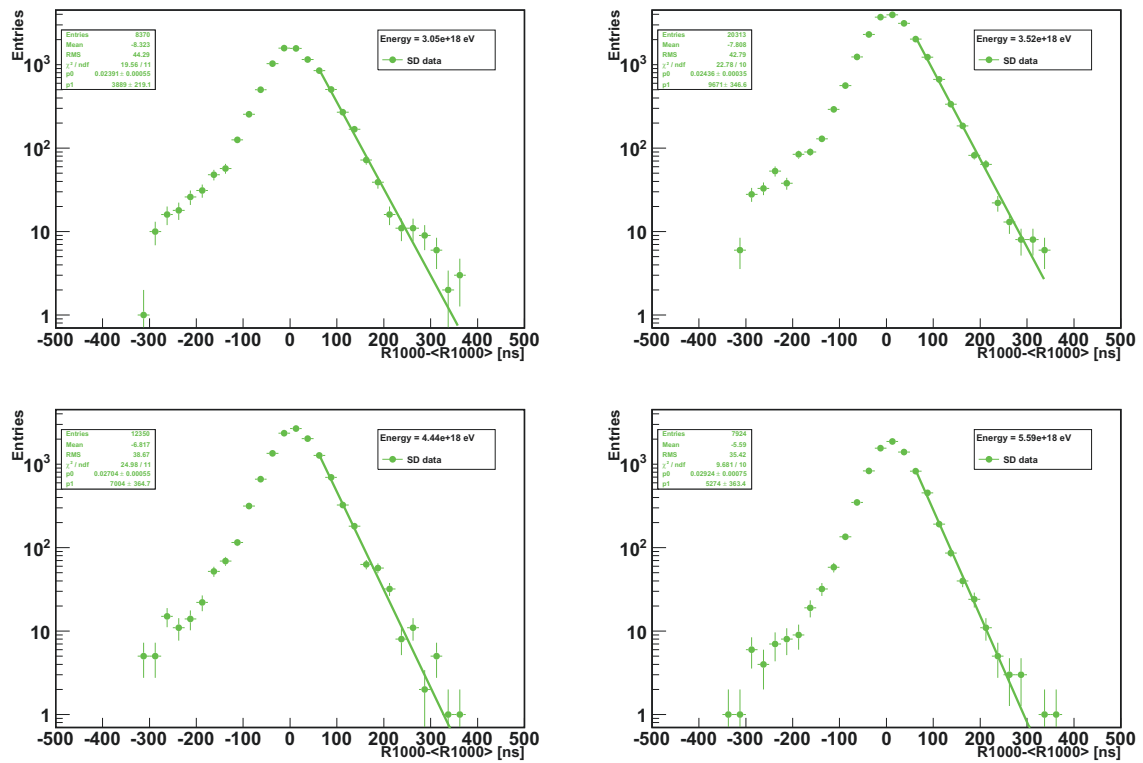 Entries
Entries 8370
Mean -8.323
RMS 44.29
χ² / ndf 19.56 / 11
p0 0.02391 ± 0.00055
p1 3889 ± 219.1
Energy = 3.05e+18 eV
SD data
10³
10²
10
1
-500 -400 -300 -200 -100 0 100 200 300 400 500
R1000-<R1000> [ns]
Entries
Entries 20313
Mean -7.808
RMS 42.79
χ² / ndf 22.78 / 10
p0 0.02436 ± 0.00035
p1 9671 ± 346.6
Energy = 3.52e+18 eV
SD data
10³
10²
10
1
-500 -400 -300 -200 -100 0 100 200 300 400 500
R1000-<R1000> [ns]
Entries
Entries 12350
Mean -6.817
RMS 38.67
χ² / ndf 24.98 / 11
p0 0.02704 ± 0.00055
p1 7004 ± 364.7
Energy = 4.44e+18 eV
SD data
10³
10²
10
1
-500 -400 -300 -200 -100 0 100 200 300 400 500
R1000-<R1000> [ns]
Entries
Entries 7924
Mean -5.59
RMS 35.42
χ² / ndf 9.681 / 10
p0 0.02924 ± 0.00075
p1 5274 ± 363.4
Energy = 5.59e+18 eV
SD data
10³
10²
10
1
-500 -400 -300 -200 -100 0 100 200 300 400 500
R1000-<R1000> [ns]